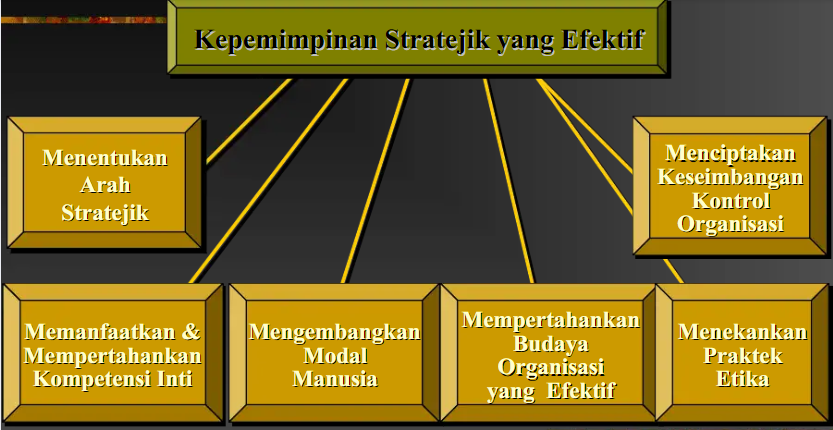 Kepemimpinan Stratejik yang Efektif
Menentukan
Arah
Stratejik
Menciptakan
Keseimbangan
Kontrol
Organisasi
Memanfaatkan &
Mempertahankan
Kompetensi Inti
Mengembangkan
Modal
Manusia
Mempertahankan
Budaya
Organisasi
yang Efektif
Menekankan
Praktek
Etika